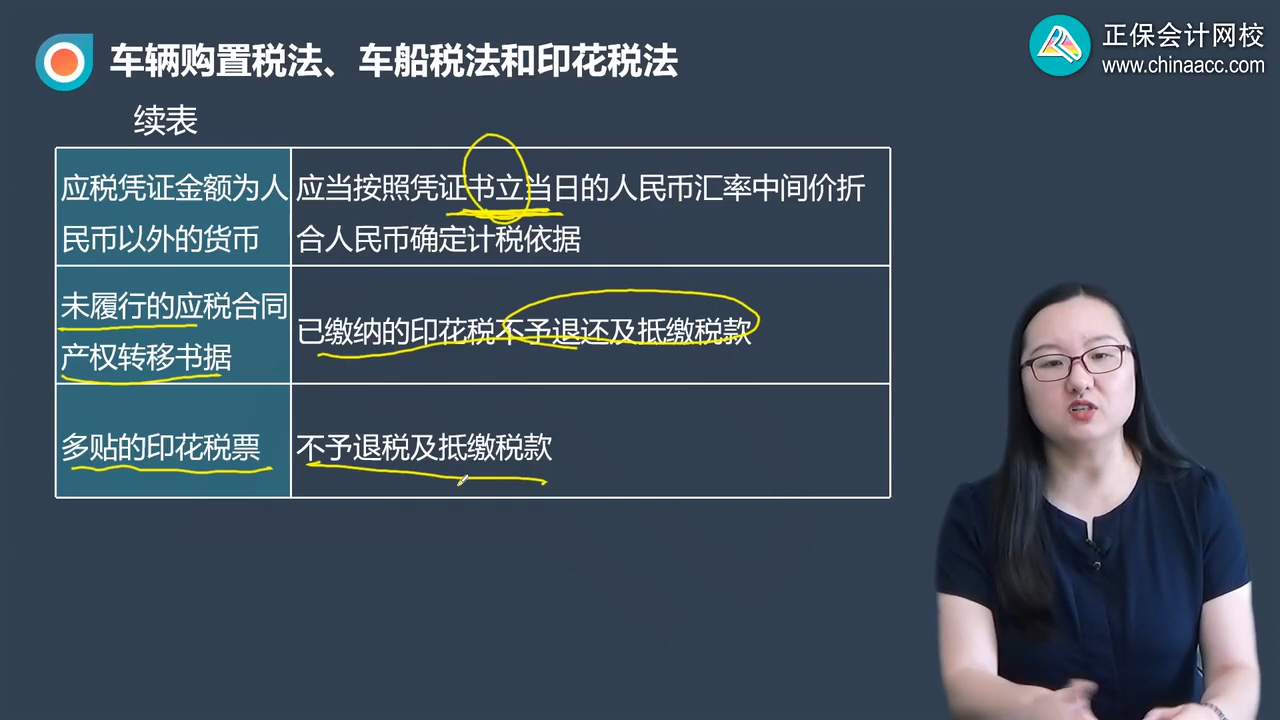 车辆购置税法、车船税法和印花税法
正保会计网校
www.chinaacc.com
续表
应税凭证金额为人
民币以外的货币
应当按照凭证书立当日的人民币汇率中间价折
合人民币确定计税依据
未履行的应税合同
产权转移书据
已缴纳的印花税不予退还及抵缴税款
多贴的印花税票
不予退税及抵缴税款